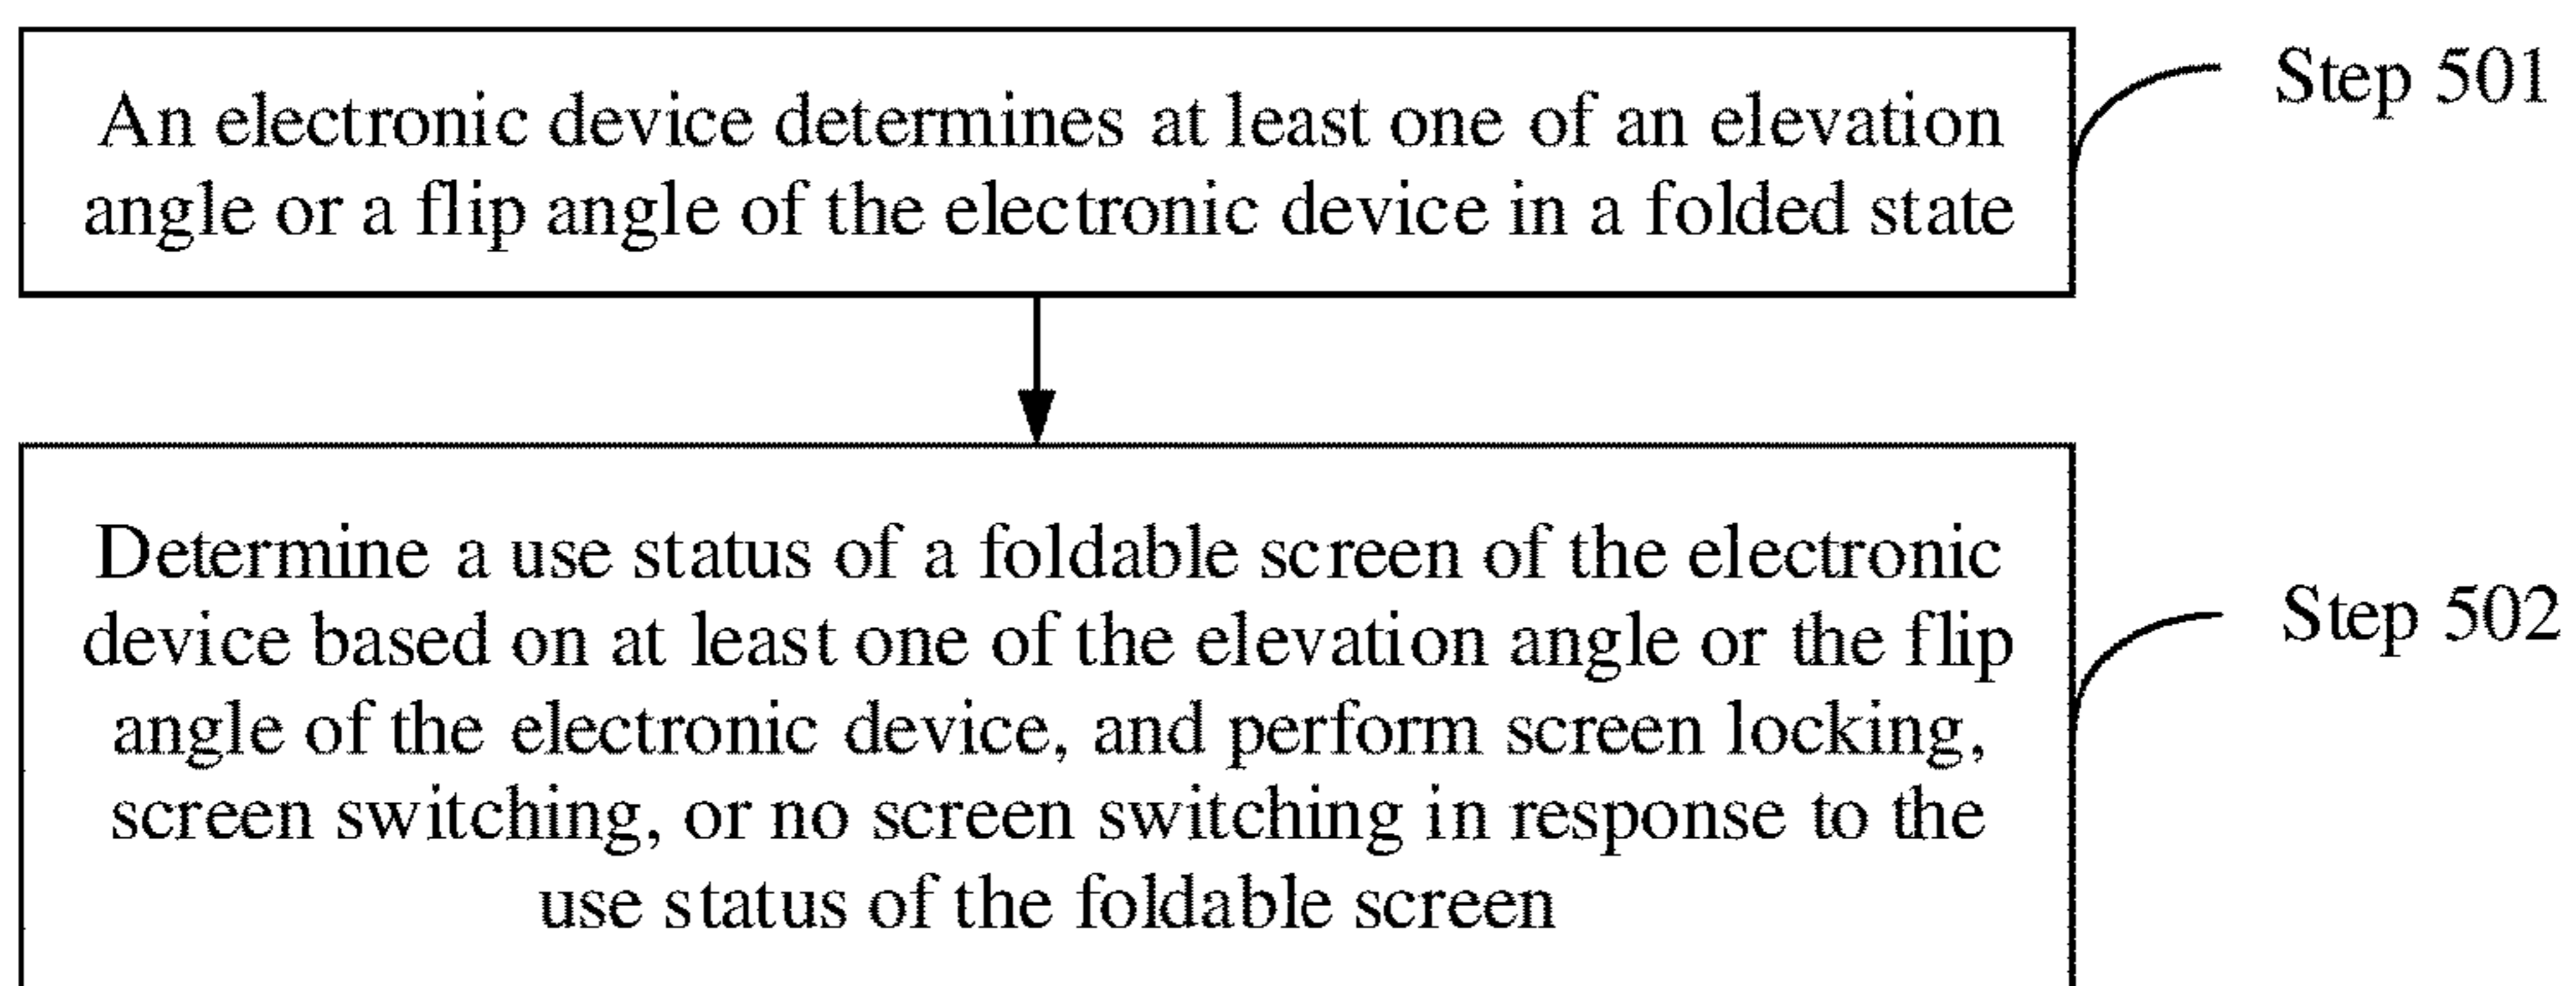 An electronic device determines at least one of an elevation
angle or a flip angle of the electronic device in a folded state
Step 501
Determine a use status of a foldable screen of the electronic
device based on at least one of the elevation angle or the flip
angle of the electronic device, and perform screen locking,
screen switching, or no screen switching in response to the
use status of the foldable screen
Step 502